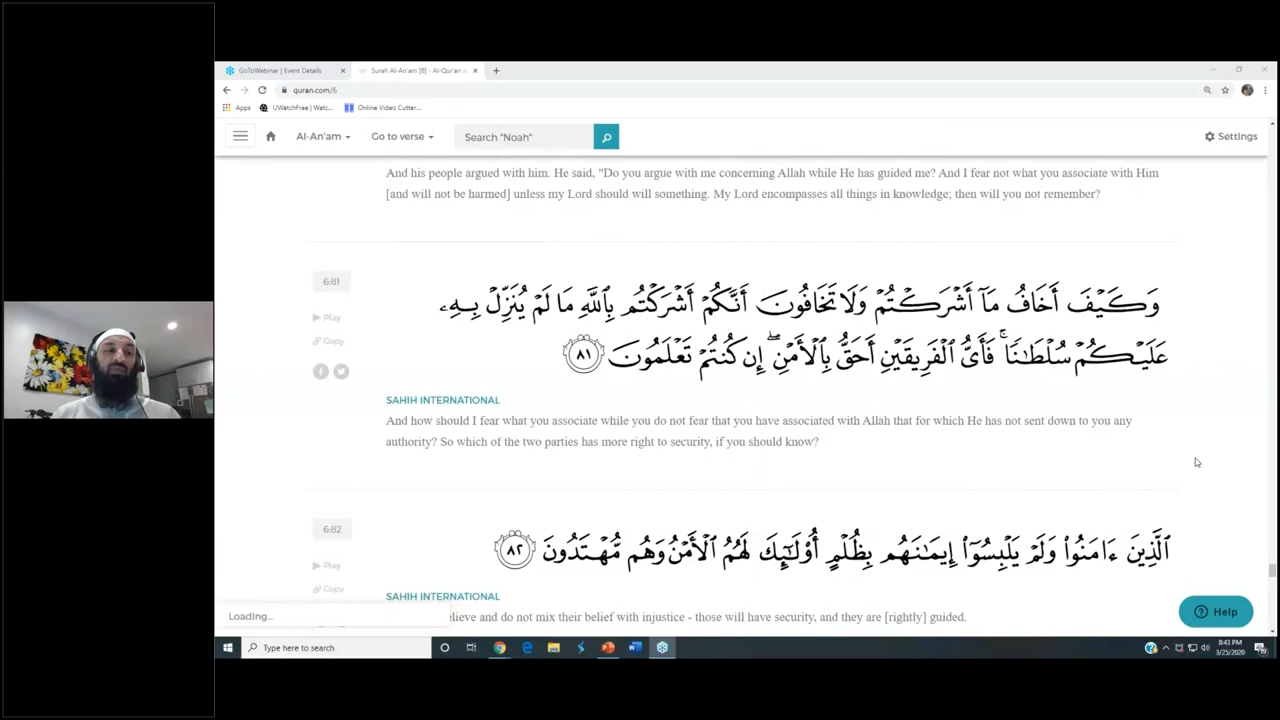 GoToWebinar | Event Details
Surah Al-An'am [6] - Al-Qur'an a
quran.com/6
Apps UWatchFree | Watc... Online Video Cutter...
Al-An'am Go to verse Search "Noah" Settings
And his people argued with him. He said, "Do you argue with me concerning Allah while He has guided me? And I fear not what you associate with Him
[and will not be harmed] unless my Lord should will something. My Lord encompasses all things in knowledge; then will you not remember?
6:81
Play
Copy
وَكَيْفَ أَخَافُ مَآ أَشْرَكْتُمْ وَلَا تَخَافُونَ أَنَّكُمْ أَشْرَكْتُم بِٱللَّهِ مَا لَمْ يُنَزِّلْ بِهِۦ
عَلَيْكُمْ سُلْطَـٰنًا ۚ فَأَىُّ ٱلْفَرِيقَيْنِ أَحَقُّ بِٱلْأَمْنِ ۖ إِن كُنتُمْ تَعْلَمُونَ ٨١
SAHIH INTERNATIONAL
And how should I fear what you associate while you do not fear that you have associated with Allah that for which He has not sent down to you any
authority? So which of the two parties has more right to security, if you should know?
6:82
Play
Copy
ٱلَّذِينَ ءَامَنُوا۟ وَلَمْ يَلْبِسُوٓا۟ إِيمَـٰنَهُم بِظُلْمٍ أُو۟لَـٰٓئِكَ لَهُمُ ٱلْأَمْنُ وَهُم مُّهْتَدُونَ ٨٢
SAHIH INTERNATIONAL
elieve and do not mix their belief with injustice - those will have security, and they are [rightly] guided.
Loading...
Help
Type here to search
8:43 PM
3/25/2020